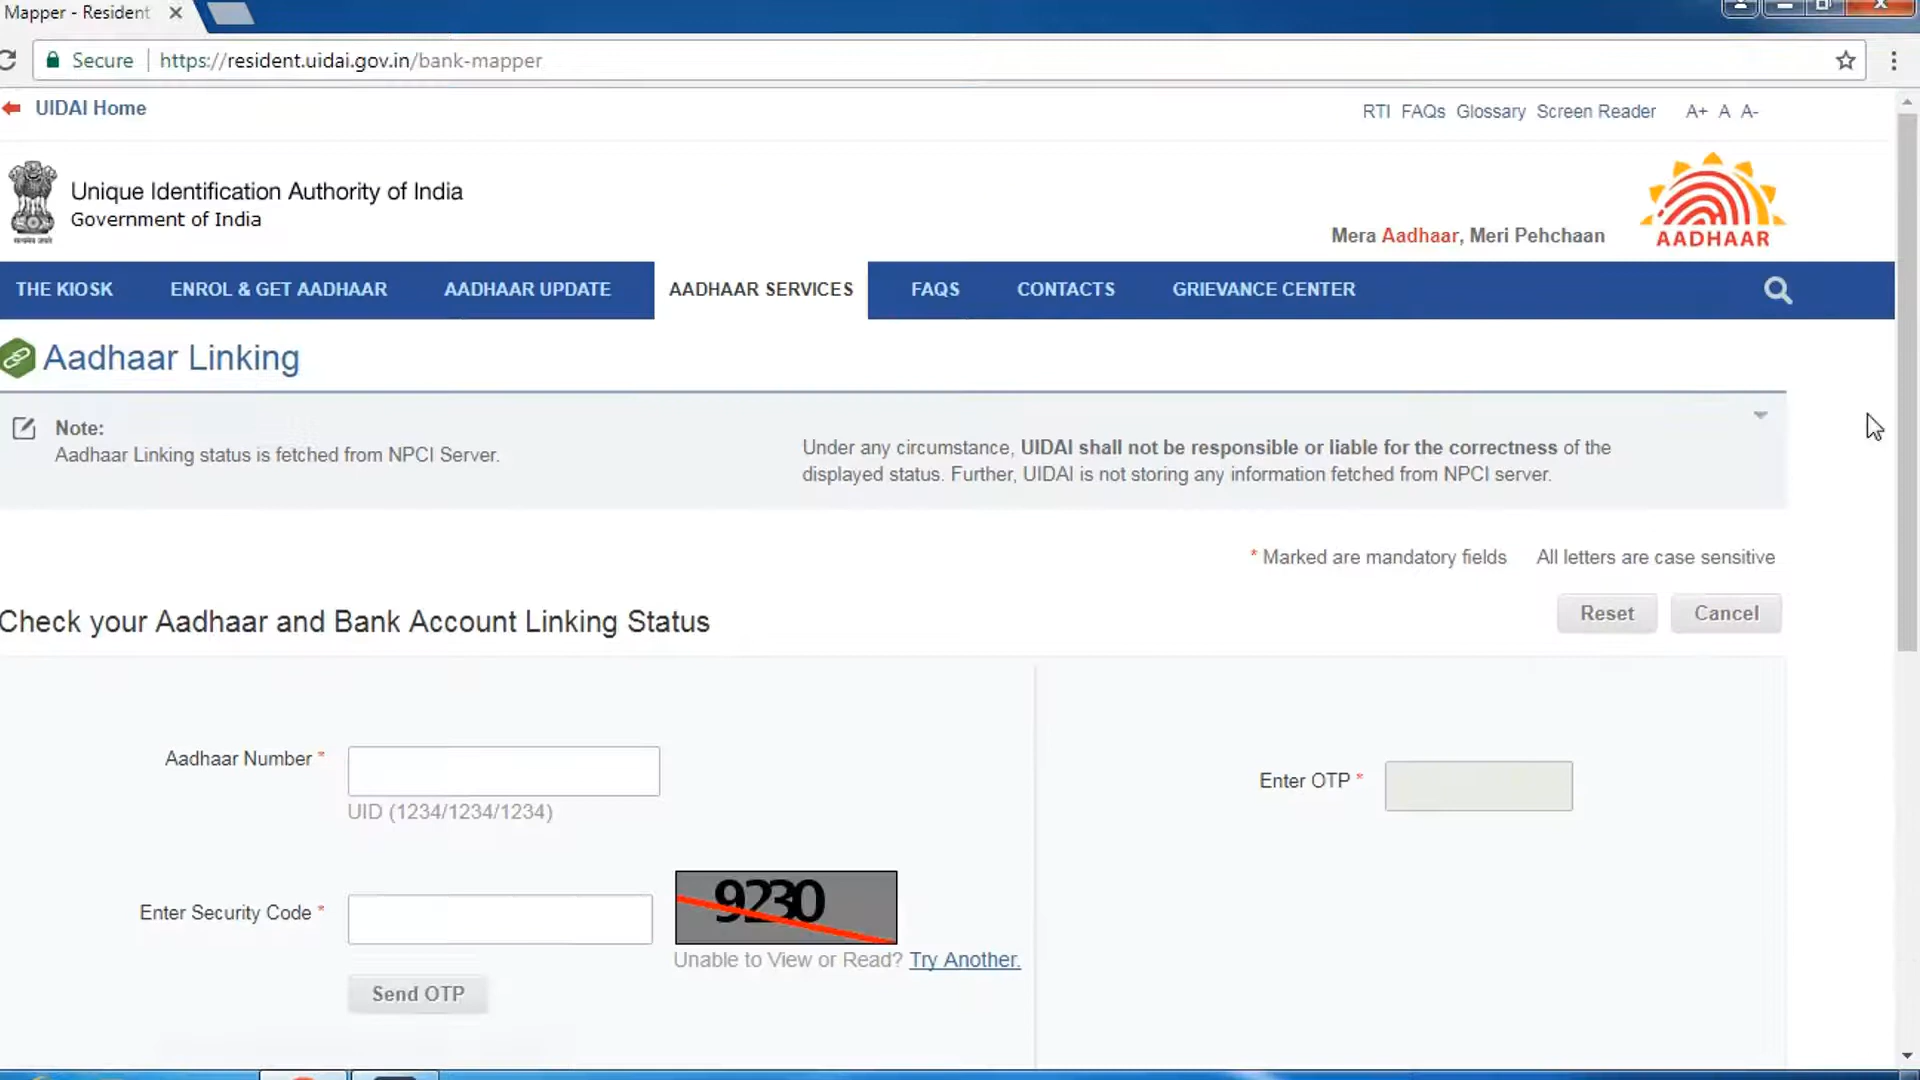 Mapper - Resident
Secure
https://resident.uidai.gov.in/bank-mapper
UIDAI Home
RTI FAQs Glossary Screen Reader A+ A A-
Unique Identification Authority of India
Government of India
सत्यमेव जयते
Mera Aadhaar, Meri Pehchaan
AADHAAR
THE KIOSK
ENROL & GET AADHAAR
AADHAAR UPDATE
AADHAAR SERVICES
FAQS
CONTACTS
GRIEVANCE CENTER
Aadhaar Linking
Note:
Aadhaar Linking status is fetched from NPCI Server.
Under any circumstance, UIDAI shall not be responsible or liable for the correctness of the
displayed status. Further, UIDAI is not storing any information fetched from NPCI server.
* Marked are mandatory fields
All letters are case sensitive
Check your Aadhaar and Bank Account Linking Status
Reset
Cancel
Aadhaar Number *
UID (1234/1234/1234)
Enter OTP *
Enter Security Code *
9230
Unable to View or Read? Try Another.
Send OTP